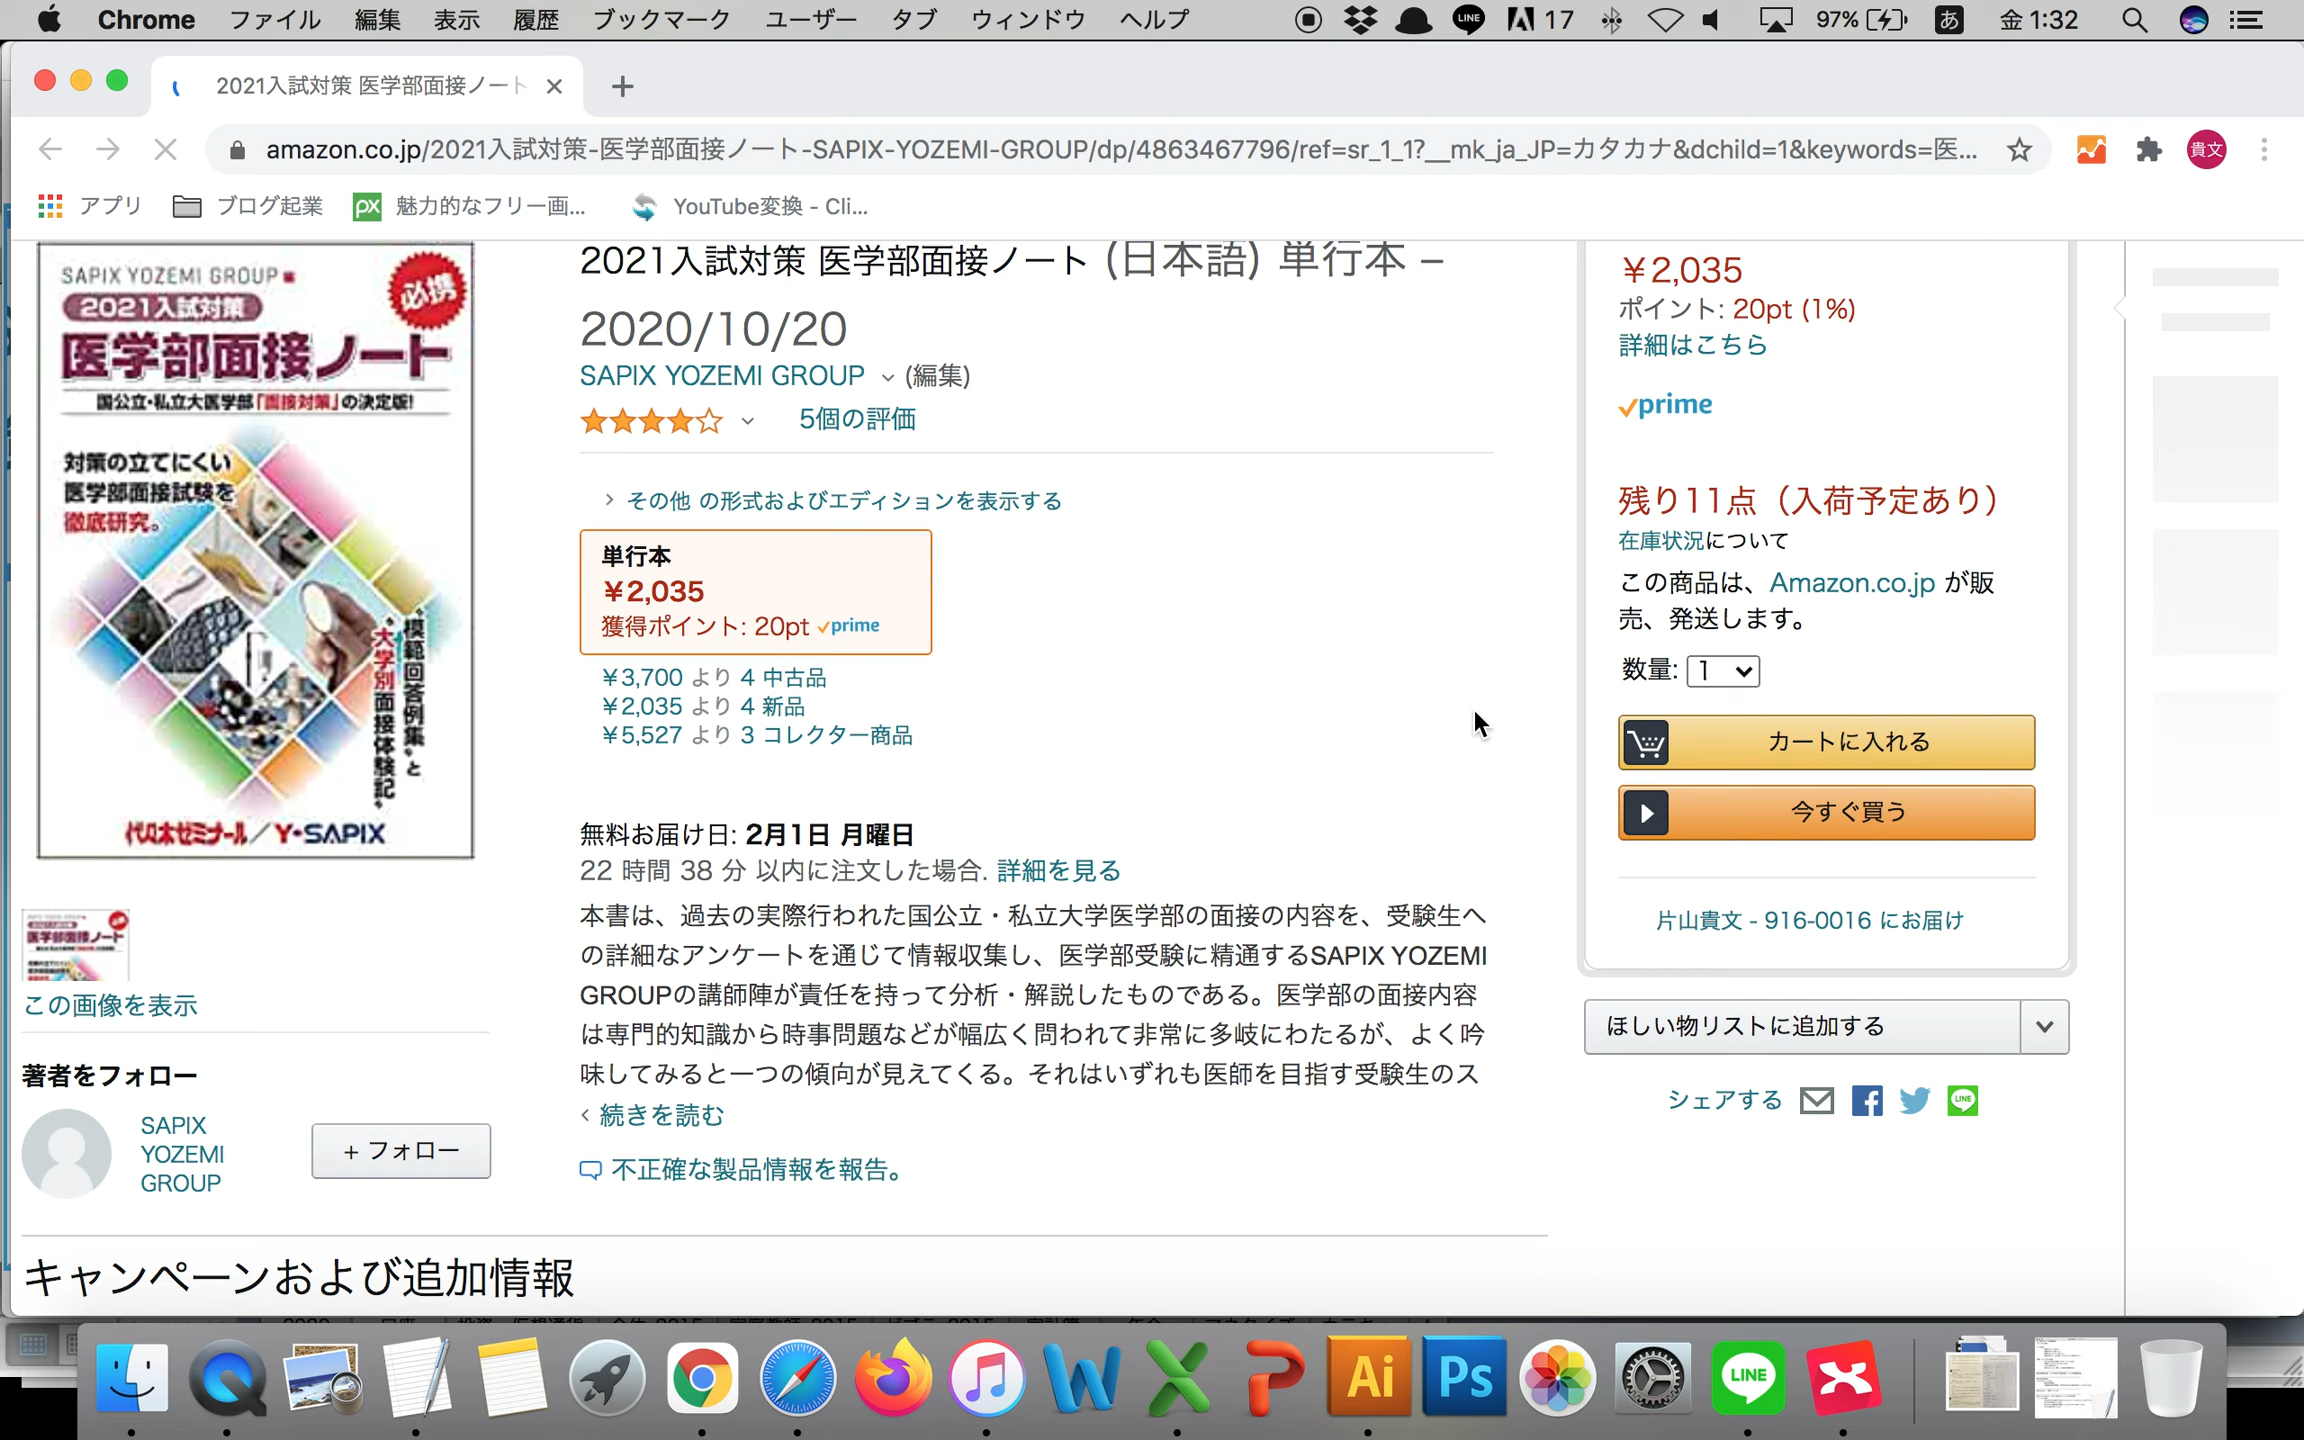 Chrome ファイル 編集 表示 履歴 ブックマーク ユーザー タブ ウィンドウ ヘルプ LINE 17 97% あ 金 1:32
2021入試対策 医学部面接ノート
amazon.co.jp/2021入試対策-医学部面接ノート-SAPIX-YOZEMI-GROUP/dp/4863467796/ref=sr_1_1?__mk_ja_JP=カタカナ&dchild=1&keywords=医... 貴文
アプリ ブログ起業 px 魅力的なフリー画... YouTube変換 - Cli...
SAPIX YOZEMI GROUP 編
必携
2021入試対策
医学部面接ノート
国公立・私立大医学部「面接対策」の決定版!
対策の立てにくい
医学部面接試験を
徹底研究。
"模範回答例集"と
"大学別面接体験記"
代々木ゼミナール/Y-SAPIX
この画像を表示
著者をフォロー
SAPIX
YOZEMI
GROUP
+ フォロー
2021入試対策 医学部面接ノート (日本語) 単行本 –
2020/10/20
SAPIX YOZEMI GROUP (編集)
5個の評価
その他 の形式およびエディションを表示する
単行本
¥2,035
獲得ポイント: 20pt prime
¥3,700 より 4 中古品
¥2,035 より 4 新品
¥5,527 より 3 コレクター商品
無料お届け日: 2月1日 月曜日
22 時間 38 分 以内に注文した場合. 詳細を見る
本書は、過去の実際行われた国公立・私立大学医学部の面接の内容を、受験生へ
の詳細なアンケートを通じて情報収集し、医学部受験に精通するSAPIX YOZEMI
GROUPの講師陣が責任を持って分析・解説したものである。医学部の面接内容
は専門的知識から時事問題などが幅広く問われて非常に多岐にわたるが、よく吟
味してみると一つの傾向が見えてくる。それはいずれも医師を目指す受験生のス
続きを読む
不正確な製品情報を報告。
¥2,035
ポイント: 20pt (1%)
詳細はこちら
prime
残り11点（入荷予定あり）
在庫状況について
この商品は、Amazon.co.jp が販
売、発送します。
数量: 1
カートに入れる
今すぐ買う
片山貴文 - 916-0016 にお届け
ほしい物リストに追加する
シェアする LINE
キャンペーンおよび追加情報
Ai Ps LINE